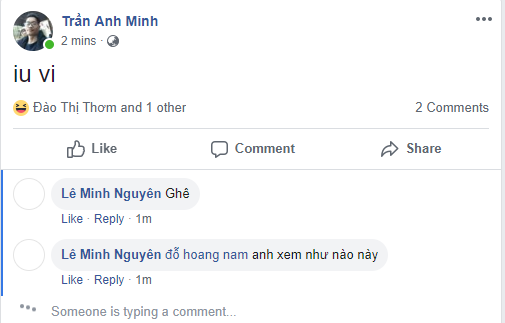 Trần Anh Minh
2 mins ·
iu vi
Đào Thị Thơm and 1 other 2 Comments
Like Comment Share
Lê Minh Nguyên Ghê
Like · Reply · 1m
Lê Minh Nguyên đỗ hoang nam anh xem như nào này
Like · Reply · 1m
Someone is typing a comment...